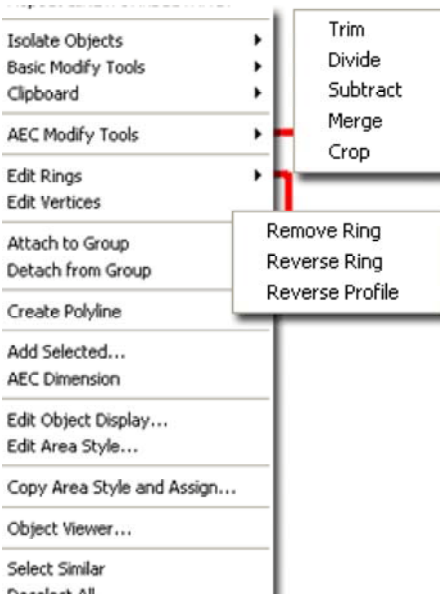 Isolate Objects
Basic Modify Tools
Clipboard
AEC Modify Tools
Edit Rings
Edit Vertices
Attach to Group
Detach from Group
Create Polyline
Add Selected...
AEC Dimension
Edit Object Display...
Edit Area Style...
Copy Area Style and Assign...
Object Viewer...
Select Similar
Deselect All
Trim
Divide
Subtract
Merge
Crop
Remove Ring
Reverse Ring
Reverse Profile